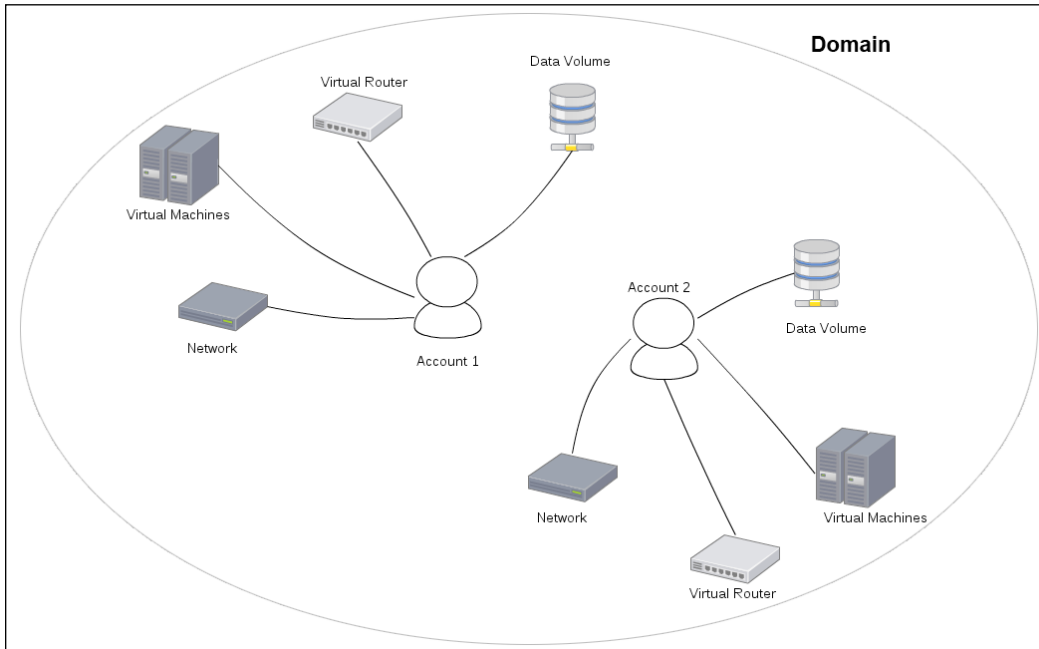 Domain
Data Volume
Virtual Router
Virtual Machines
Account 2
Data Volume
Network
Account 1
Network
Virtual Machines
Virtual Router